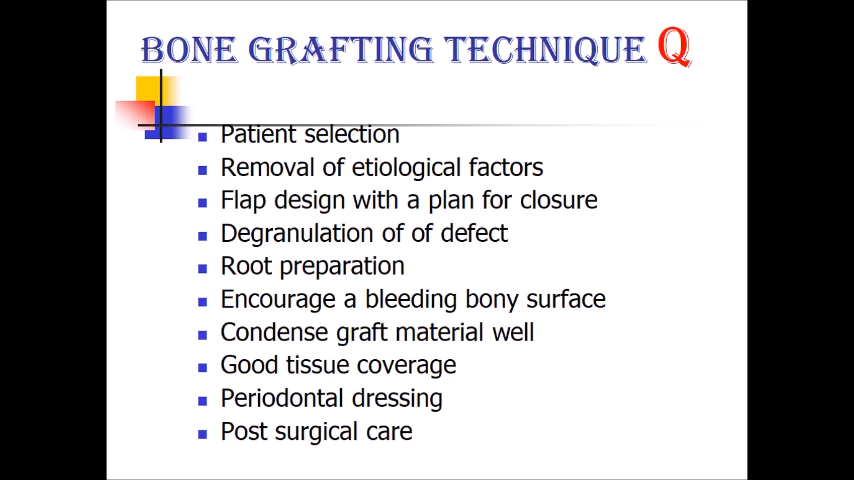 BONE GRAFTING TECHNIQUE Q
Patient selection
Removal of etiological factors
Flap design with a plan for closure
Degranulation of of defect
Root preparation
Encourage a bleeding bony surface
Condense graft material well
Good tissue coverage
Periodontal dressing
Post surgical care